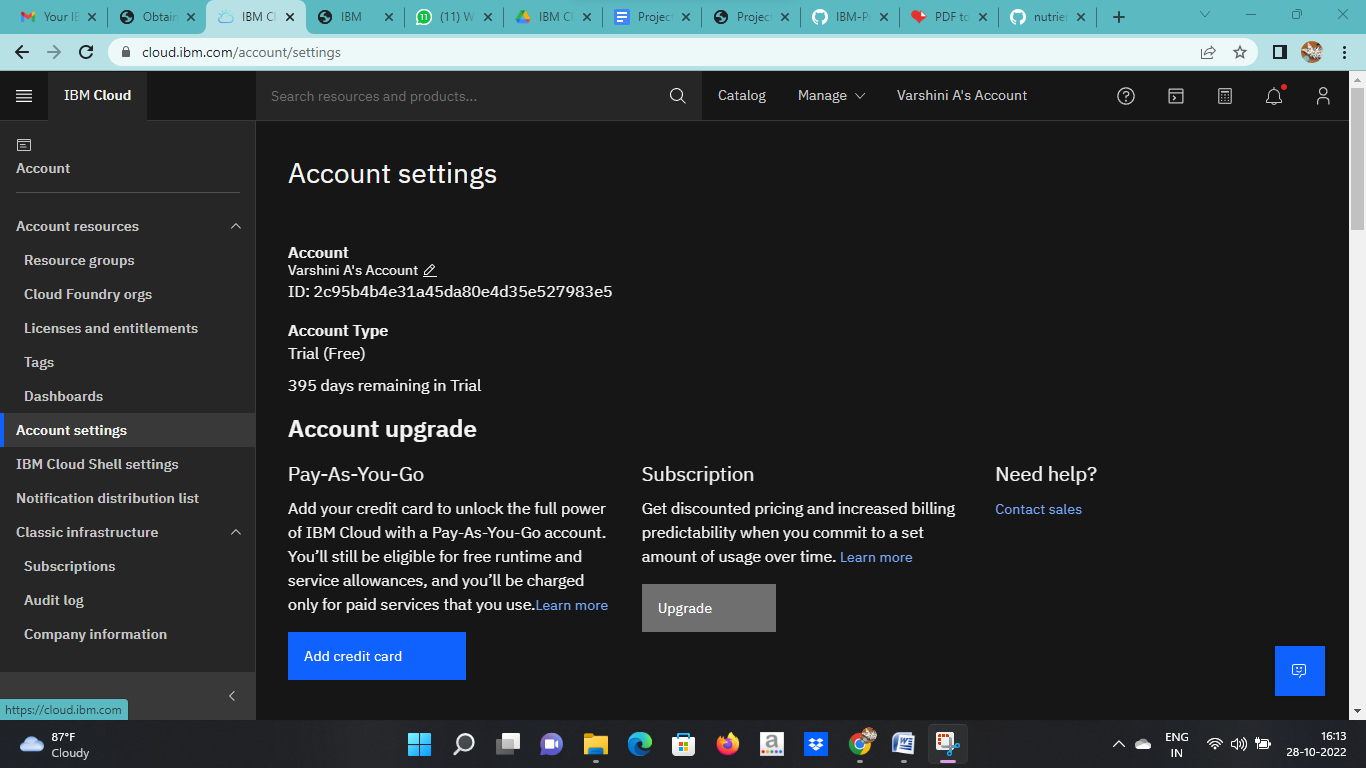 Your IB
Obtain
IBM Cl
IBM
(11) W
IBM Cl
Project
Project
IBM-Pr
PDF to
nutrie
cloud.ibm.com/account/settings
IBM Cloud
Search resources and products...
Catalog
Manage
Varshini A's Account
Account
Account resources
Resource groups
Cloud Foundry orgs
Licenses and entitlements
Tags
Dashboards
Account settings
IBM Cloud Shell settings
Notification distribution list
Classic infrastructure
Subscriptions
Audit log
Company information
https://cloud.ibm.com
Account settings
Account
Varshini A's Account
ID: 2c95b4b4e31a45da80e4d35e527983e5
Account Type
Trial (Free)
395 days remaining in Trial
Account upgrade
Pay-As-You-Go
Add your credit card to unlock the full power
of IBM Cloud with a Pay-As-You-Go account.
You'll still be eligible for free runtime and
service allowances, and you'll be charged
only for paid services that you use.Learn more
Add credit card
Subscription
Get discounted pricing and increased billing
predictability when you commit to a set
amount of usage over time. Learn more
Upgrade
Need help?
Contact sales
87°F
Cloudy
ENG
IN
16:13
28-10-2022